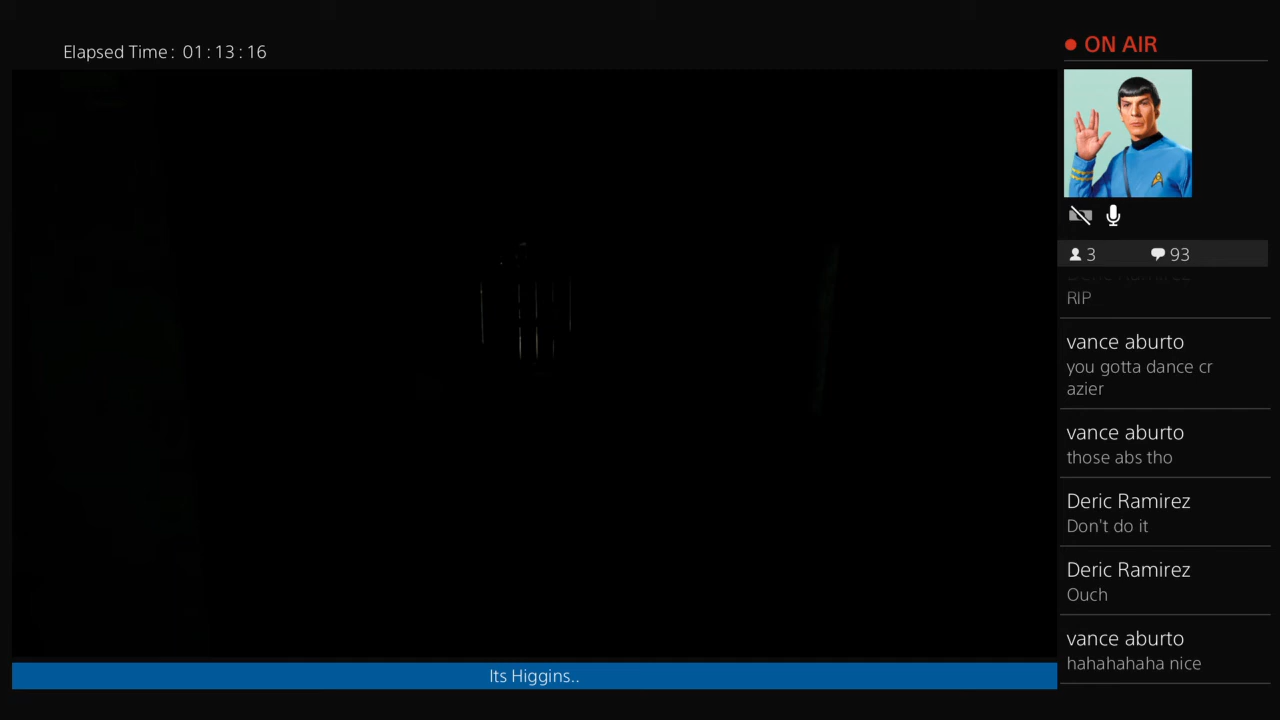 Elapsed Time: 01:13:16
ON AIR
3 93
RIP
vance aburto
you gotta dance cr
azier
vance aburto
those abs tho
Deric Ramirez
Don't do it
Deric Ramirez
Ouch
vance aburto
hahahahaha nice
Its Higgins..